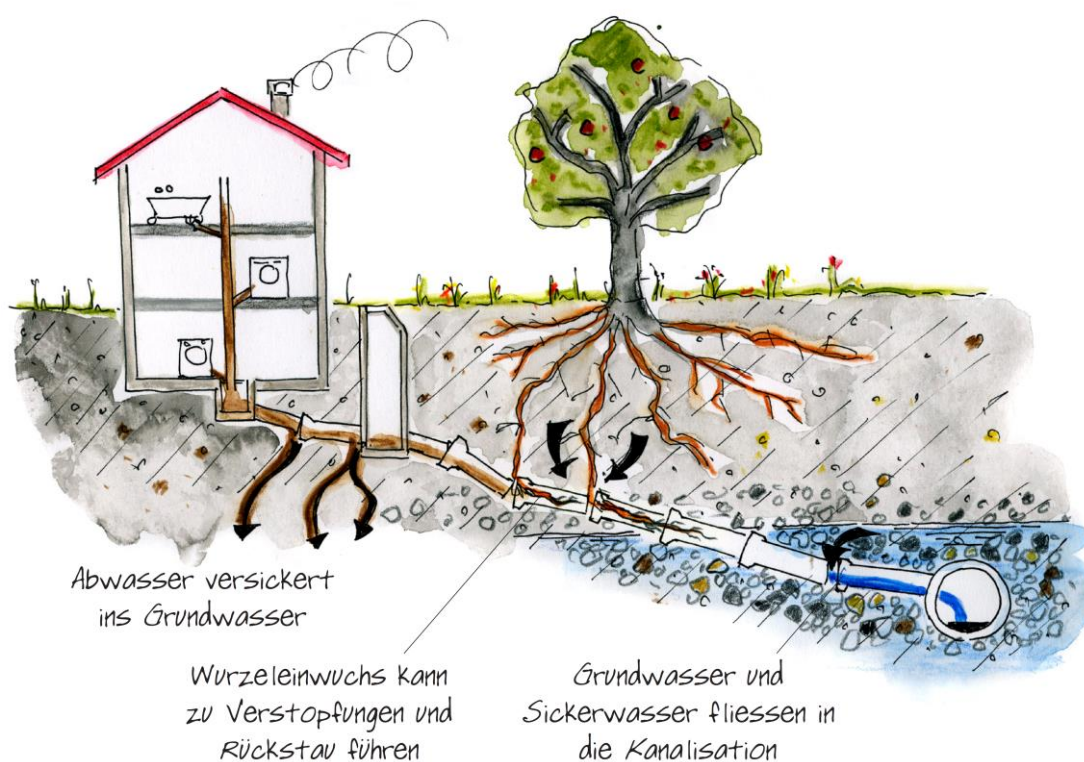 Abwasser versickert
ins Grundwasser
Wurzeleinwuchs kann
zu Verstopfungen und
Rückstau führen
Grundwasser und
Sickerwasser fliessen in
die Kanalisation